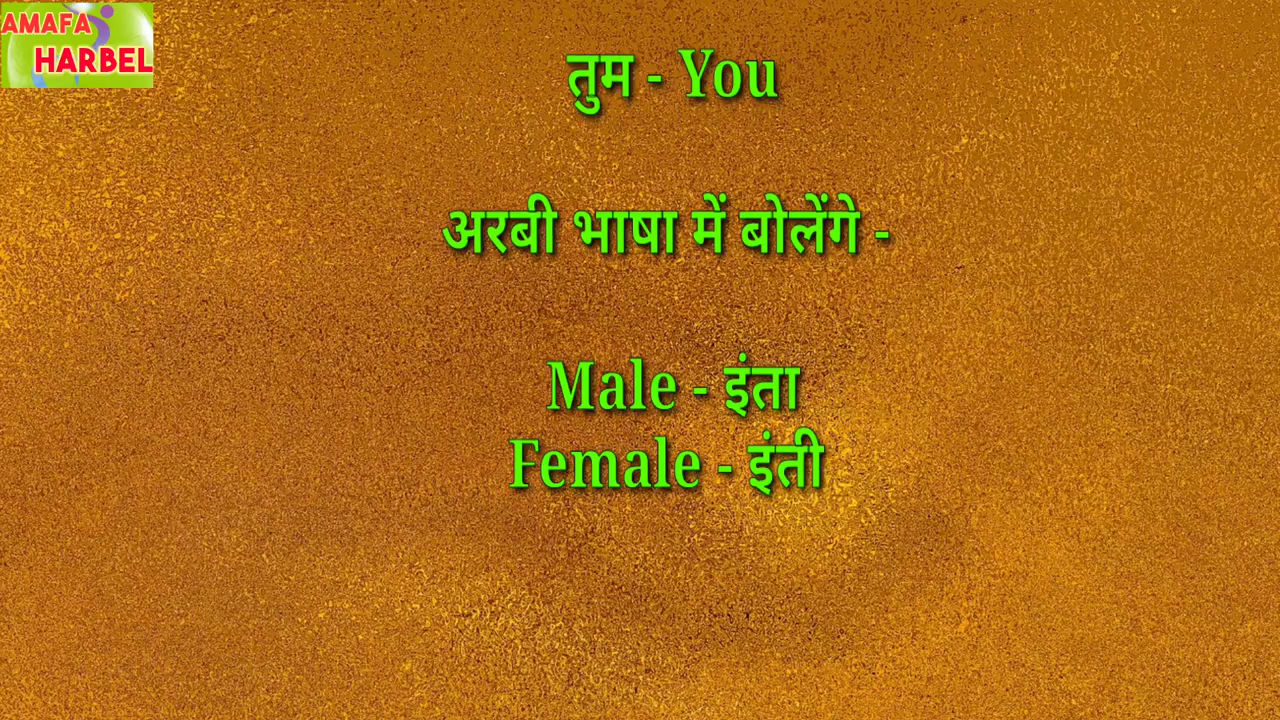 AMAFA
HARBEL
तुम - You
अरबी भाषा में बोलेंगे -
Male - इंता
Female - इंती